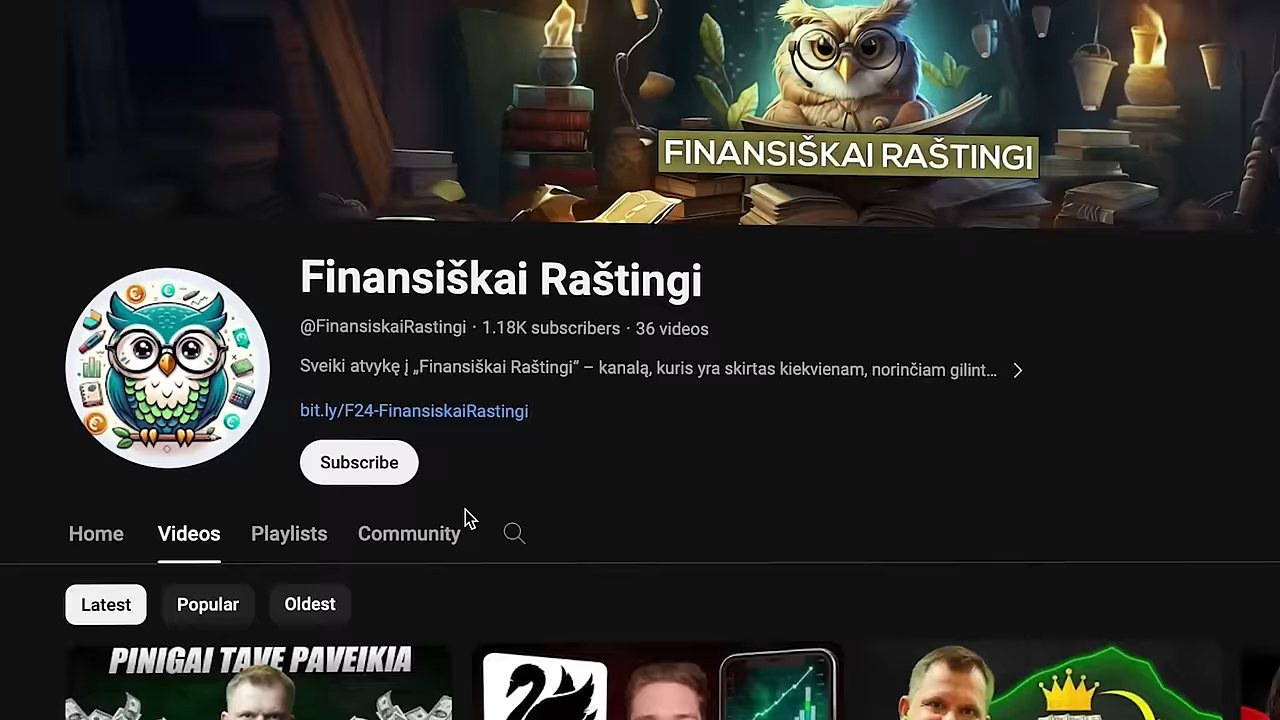 FINANSIŠKAI RAŠTINGI
Finansiškai Raštingi
@FinansiskaiRastingi · 1.18K subscribers · 36 videos
Sveiki atvykę į „Finansiškai Raštingi“ – kanalą, kuris yra skirtas kiekvienam, norinčiam gilint...
bit.ly/F24-FinansiskaiRastingi
Subscribe
Home Videos Playlists Community
Latest Popular Oldest
PINIGAI TAVE PAVEIKIA